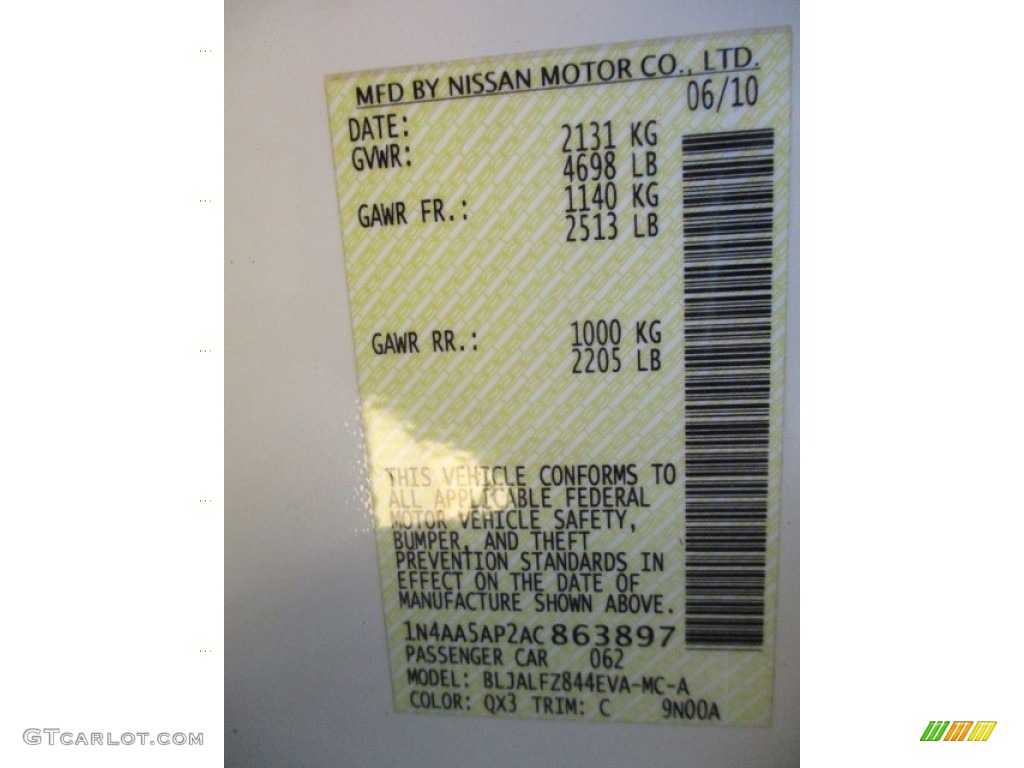 MFD BY NISSAN MOTOR CO., LTD.
DATE: 06/10
GVWR: 2131 KG
4698 LB
GAWR FR.: 1140 KG
2513 LB
GAWR RR.: 1000 KG
2205 LB
THIS VEHICLE CONFORMS TO
ALL APPLICABLE FEDERAL
MOTOR VEHICLE SAFETY,
BUMPER, AND THEFT
PREVENTION STANDARDS IN
EFFECT ON THE DATE OF
MANUFACTURE SHOWN ABOVE.
1N4AA5AP2AC863897
PASSENGER CAR 062
MODEL: BLJALFZ844EVA-MC-A
COLOR: QX3 TRIM: C 9N00A
GTCARLOT.COM